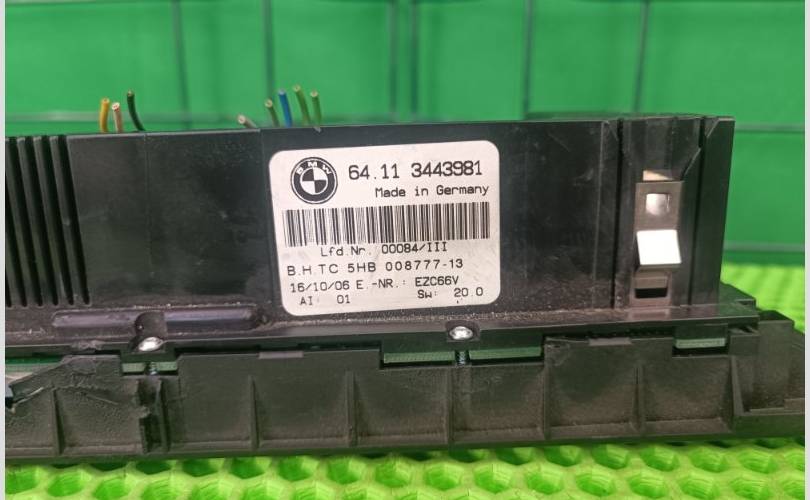 BMW
64.11 3443981
Made in Germany
Lfd.Nr. 00084/III
B.H.TC 5HB 008777-13
16/10/06 E.-NR.: EZC66V
AI: 01 SW: 20.0